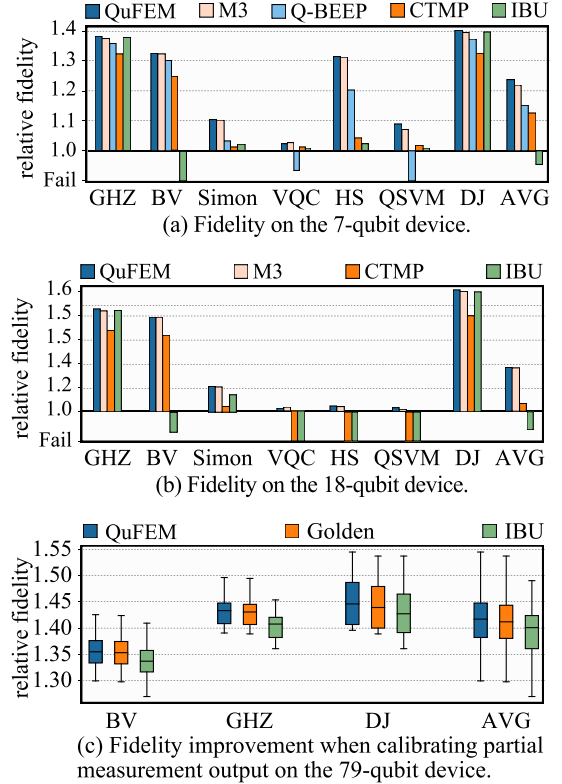 QuFEM M3 Q-BEEP CTMP IBU
relative fidelity
1.4
1.3
1.2
1.1
1.0
Fail
GHZ BV Simon VQC HS QSVM DJ AVG
(a) Fidelity on the 7-qubit device.
QuFEM M3 CTMP IBU
relative fidelity
1.6
1.5
1.4
1.2
1.0
Fail
GHZ BV Simon VQC HS QSVM DJ AVG
(b) Fidelity on the 18-qubit device.
QuFEM Golden IBU
relative fidelity
1.55
1.50
1.45
1.40
1.35
1.30
BV GHZ DJ AVG
(c) Fidelity improvement when calibrating partial
measurement output on the 79-qubit device.